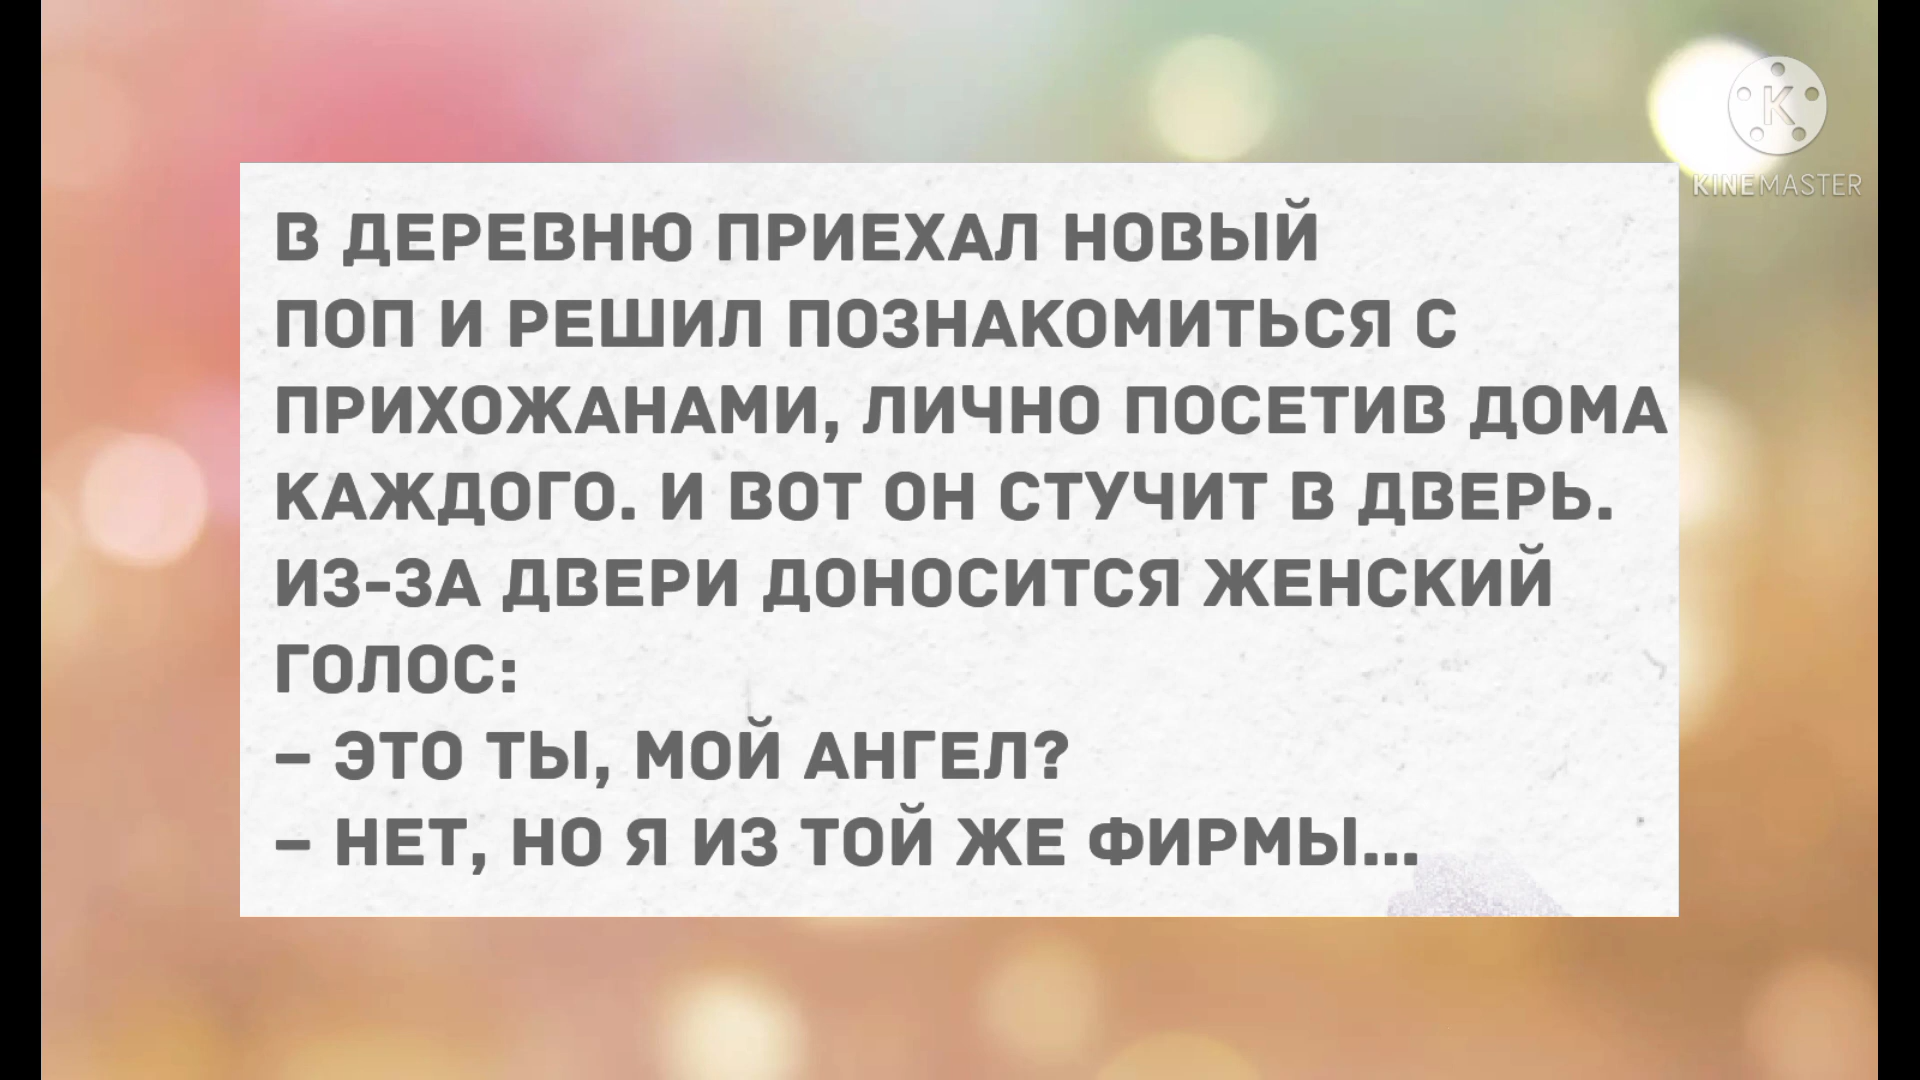 В ДЕРЕВНЮ ПРИЕХАЛ НОВЫЙ
ПОП И РЕШИЛ ПОЗНАКОМИТЬСЯ С
ПРИХОЖАНАМИ, ЛИЧНО ПОСЕТИВ ДОМА
КАЖДОГО. И ВОТ ОН СТУЧИТ В ДВЕРЬ.
ИЗ-ЗА ДВЕРИ ДОНОСИТСЯ ЖЕНСКИЙ
ГОЛОС:
– ЭТО ТЫ, МОЙ АНГЕЛ?
– НЕТ, НО Я ИЗ ТОЙ ЖЕ ФИРМЫ...
K
KINEMASTER